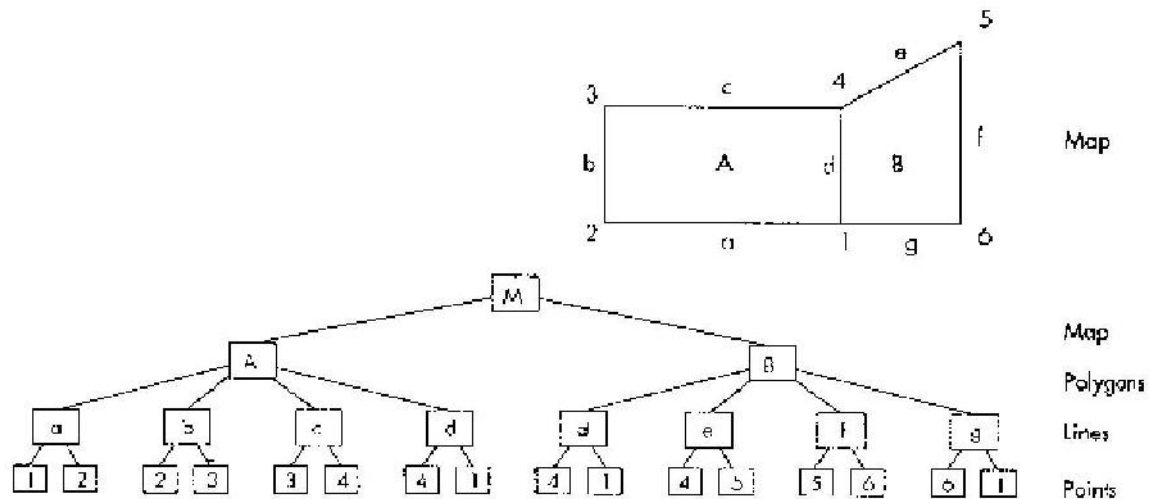 5
e
3 c 4
f Map
b A d B
2 a 1 g 6
M
Map
A B
Polygans
a b c d d e f g Lines
1 2 2 3 3 4 4 1 4 1 4 5 5 6 6 1 Points